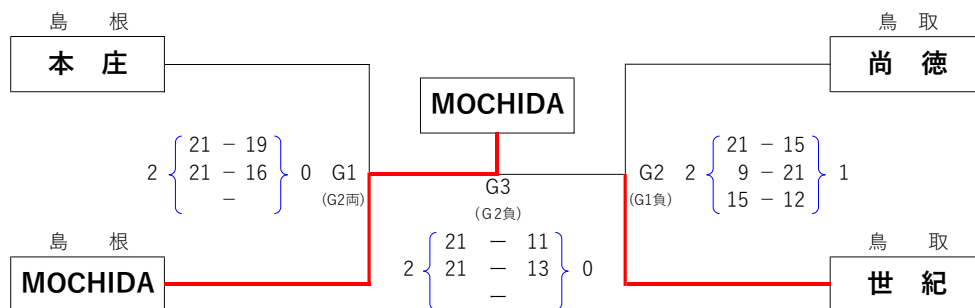 島 根
鳥 取
本 庄
尚 徳
MOCHIDA
21 － 19
2 21 － 16 0 G1
－
(G2両)
G3
(G2負)
21 － 15
G2 2 9 － 21 1
(G1負)
15 － 12
21 － 11
2 21 － 13 0
－
島 根
鳥 取
MOCHIDA
世 紀